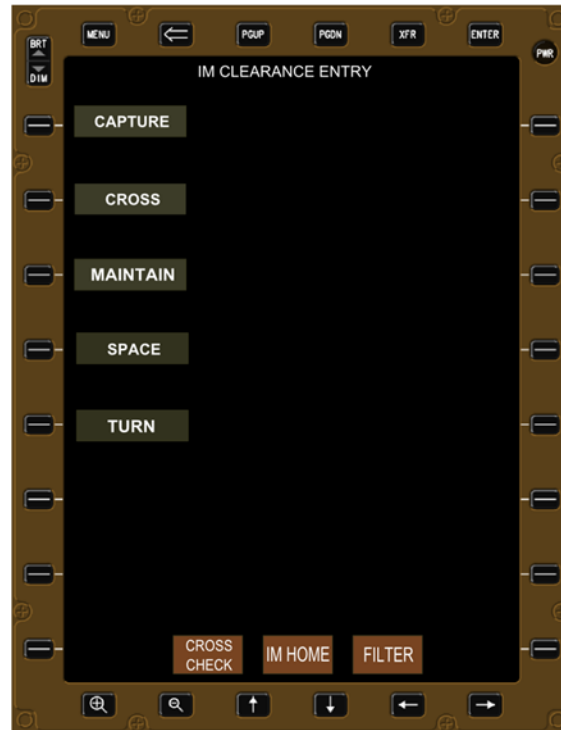 MENU
PGUP
PGDN
XFR
ENTER
BRT
DIM
PWR
IM CLEARANCE ENTRY
CAPTURE
CROSS
MAINTAIN
SPACE
TURN
CROSS
CHECK
IM HOME
FILTER